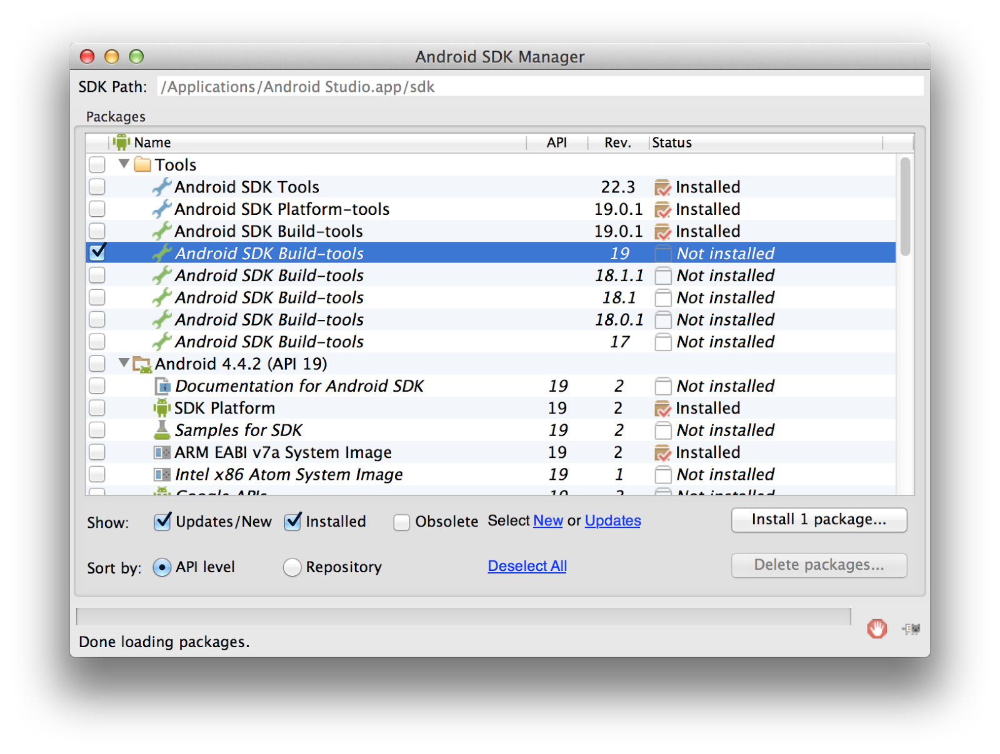 Android SDK Manager
SDK Path: /Applications/Android Studio.app/sdk
Packages
Name API Rev. Status
Tools
Android SDK Tools 22.3 Installed
Android SDK Platform-tools 19.0.1 Installed
Android SDK Build-tools 19.0.1 Installed
Android SDK Build-tools 19 Not installed
Android SDK Build-tools 18.1.1 Not installed
Android SDK Build-tools 18.1 Not installed
Android SDK Build-tools 18.0.1 Not installed
Android SDK Build-tools 17 Not installed
Android 4.4.2 (API 19)
Documentation for Android SDK 19 2 Not installed
SDK Platform 19 2 Installed
Samples for SDK 19 2 Not installed
ARM EABI v7a System Image 19 2 Installed
Intel x86 Atom System Image 19 1 Not installed
Google APIs 19 2 Not installed
Show: Updates/New Installed Obsolete Select New or Updates Install 1 package...
Sort by: API level Repository Deselect All Delete packages...
Done loading packages.